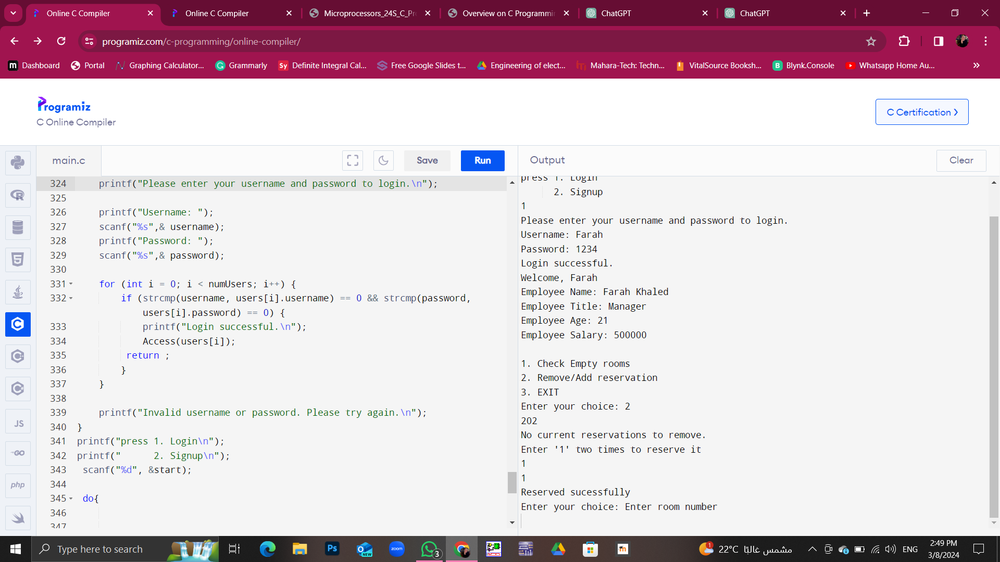 Online C Compiler
Online C Compiler
Microprocessors_24S_C_Pr
Overview on C Programmin
ChatGPT
ChatGPT
programiz.com/c-programming/online-compiler/
Dashboard
Portal
Graphing Calculator...
Grammarly
Sy Definite Integral Cal...
Free Google Slides t...
Engineering of elect...
Mahara-Tech: Techn...
VitalSource Booksh...
B Blynk.Console
Whatsapp Home Au...
Programiz
C Online Compiler
C Certification
main.c
Save
Run
Output
Clear
324 printf("Please enter your username and password to login.\n");
325
326 printf("Username: ");
327 scanf("%s",& username);
328 printf("Password: ");
329 scanf("%s",& password);
330
331 for (int i = 0; i < numUsers; i++) {
332 if (strcmp(username, users[i].username) == 0 && strcmp(password,
users[i].password) == 0) {
333 printf("Login successful.\n");
334 Access(users[i]);
335 return ;
336 }
337 }
338
339 printf("Invalid username or password. Please try again.\n");
340 }
341 printf("press 1. Login\n");
342 printf("      2. Signup\n");
343 scanf("%d", &start);
344
345 do{
346
347
press 1. Login
2. Signup
1
Please enter your username and password to login.
Username: Farah
Password: 1234
Login successful.
Welcome, Farah
Employee Name: Farah Khaled
Employee Title: Manager
Employee Age: 21
Employee Salary: 500000
1. Check Empty rooms
2. Remove/Add reservation
3. EXIT
Enter your choice: 2
202
No current reservations to remove.
Enter '1' two times to reserve it
1
1
Reserved sucessfully
Enter your choice: Enter room number
JS
GO
php
Type here to search
Ps
NEW
zoom
3
1
22°C مشمس غالبًا
ENG
2:49 PM
3/8/2024